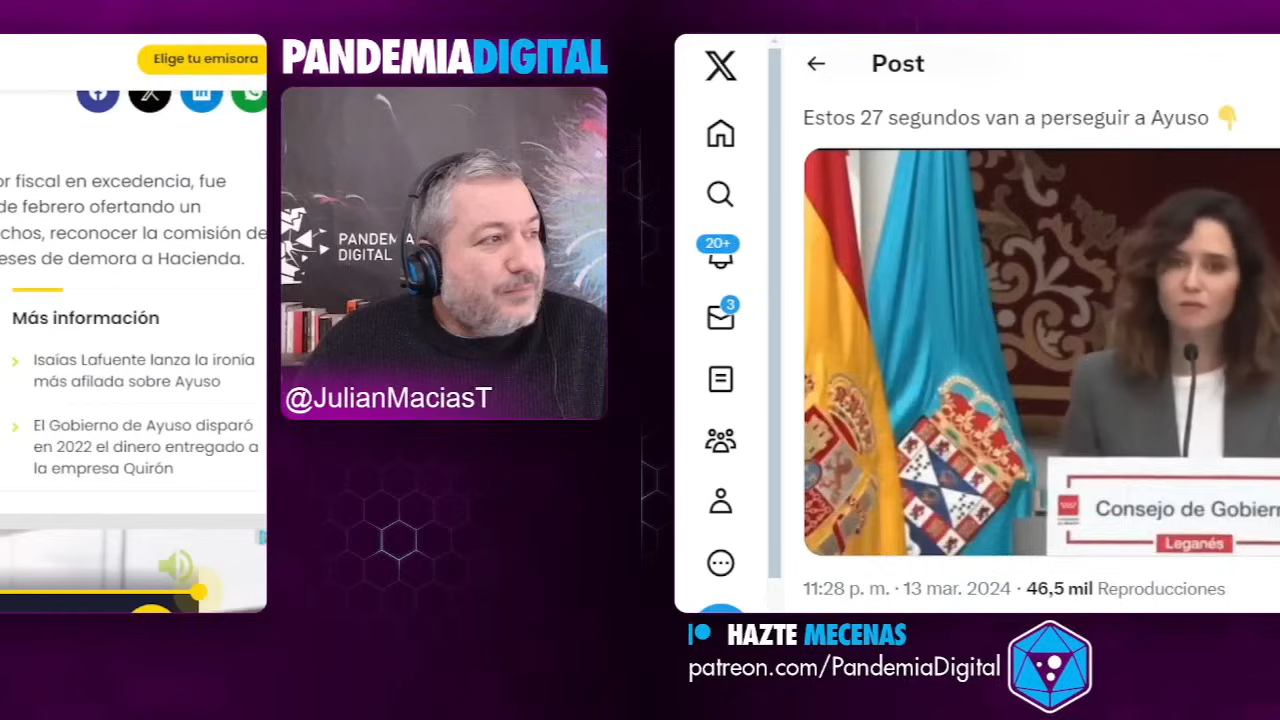 Elige tu emisora
or fiscal en excedencia, fue
de febrero ofertando un
chos, reconocer la comisión de
eses de demora a Hacienda.
Más información
Isaías Lafuente lanza la ironía
más afilada sobre Ayuso
El Gobierno de Ayuso disparó
en 2022 el dinero entregado a
la empresa Quirón
PANDEMIADIGITAL
PANDEMIA
DIGITAL
@JulianMaciasT
Post
Estos 27 segundos van a perseguir a Ayuso 👇
20+
3
Consejo de Gobiern
Leganés
11:28 p. m. · 13 mar. 2024 · 46,5 mil Reproducciones
HAZTE MECENAS
patreon.com/PandemiaDigital